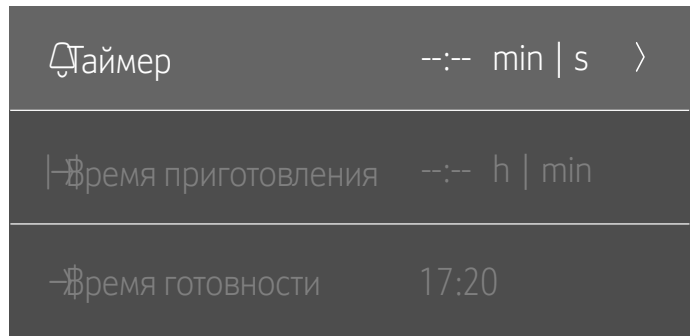 Таймер --:-- min | s
Время приготовления --:-- h | min
Время готовности 17:20